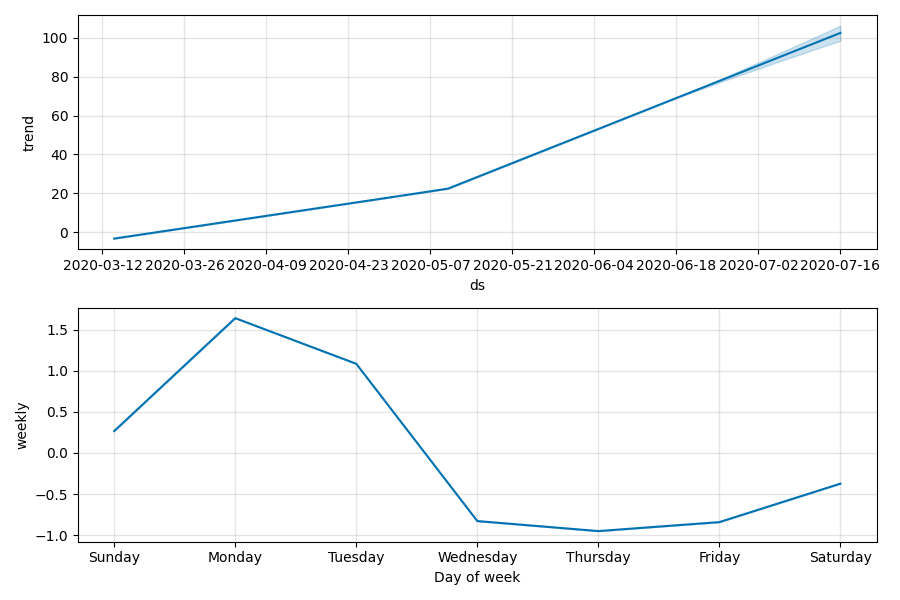 100
80
60
40
20
0
trend
2020-03-12 2020-03-26 2020-04-09 2020-04-23 2020-05-07 2020-05-21 2020-06-04 2020-06-18 2020-07-02 2020-07-16
ds
1.5
1.0
0.5
0.0
−0.5
−1.0
weekly
Sunday Monday Tuesday Wednesday Thursday Friday Saturday
Day of week